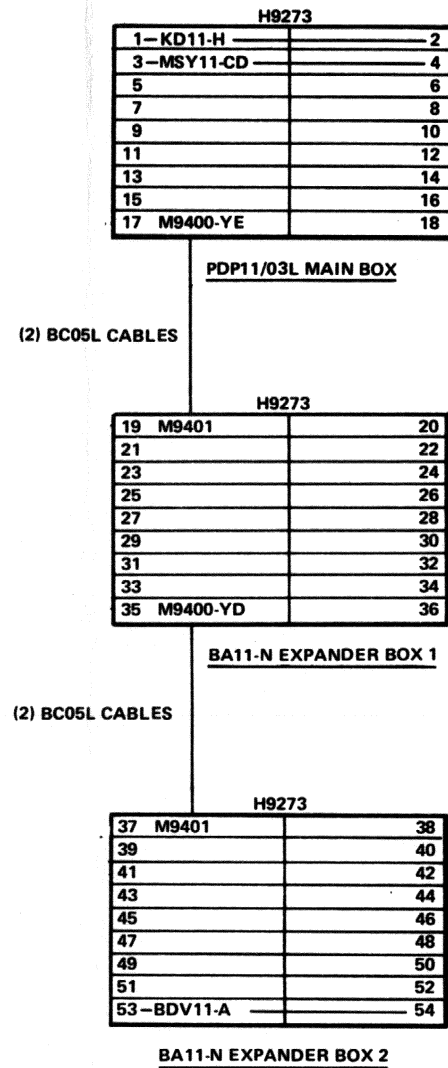 H9273
1–KD11-H 2
3–MSY11-CD 4
5 6
7 8
9 10
11 12
13 14
15 16
17 M9400-YE 18
PDP11/03L MAIN BOX
(2) BC05L CABLES
H9273
19 M9401 20
21 22
23 24
25 26
27 28
29 30
31 32
33 34
35 M9400-YD 36
BA11-N EXPANDER BOX 1
(2) BC05L CABLES
H9273
37 M9401 38
39 40
41 42
43 44
45 46
47 48
49 50
51 52
53–BDV11-A 54
BA11-N EXPANDER BOX 2